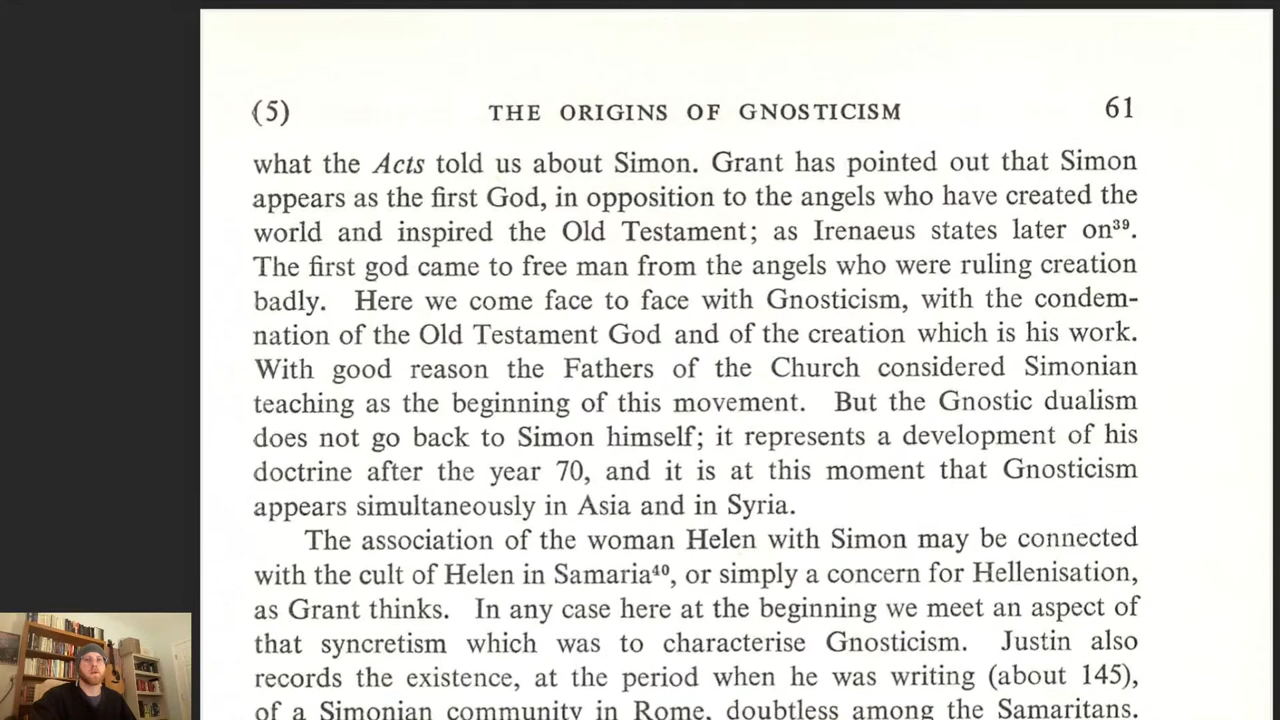 (5) THE ORIGINS OF GNOSTICISM 61
what the Acts told us about Simon. Grant has pointed out that Simon
appears as the first God, in opposition to the angels who have created the
world and inspired the Old Testament; as Irenaeus states later on³⁹.
The first god came to free man from the angels who were ruling creation
badly. Here we come face to face with Gnosticism, with the condem-
nation of the Old Testament God and of the creation which is his work.
With good reason the Fathers of the Church considered Simonian
teaching as the beginning of this movement. But the Gnostic dualism
does not go back to Simon himself; it represents a development of his
doctrine after the year 70, and it is at this moment that Gnosticism
appears simultaneously in Asia and in Syria.
The association of the woman Helen with Simon may be connected
with the cult of Helen in Samaria⁴⁰, or simply a concern for Hellenisation,
as Grant thinks. In any case here at the beginning we meet an aspect of
that syncretism which was to characterise Gnosticism. Justin also
records the existence, at the period when he was writing (about 145),
of a Simonian community in Rome, doubtless among the Samaritans.